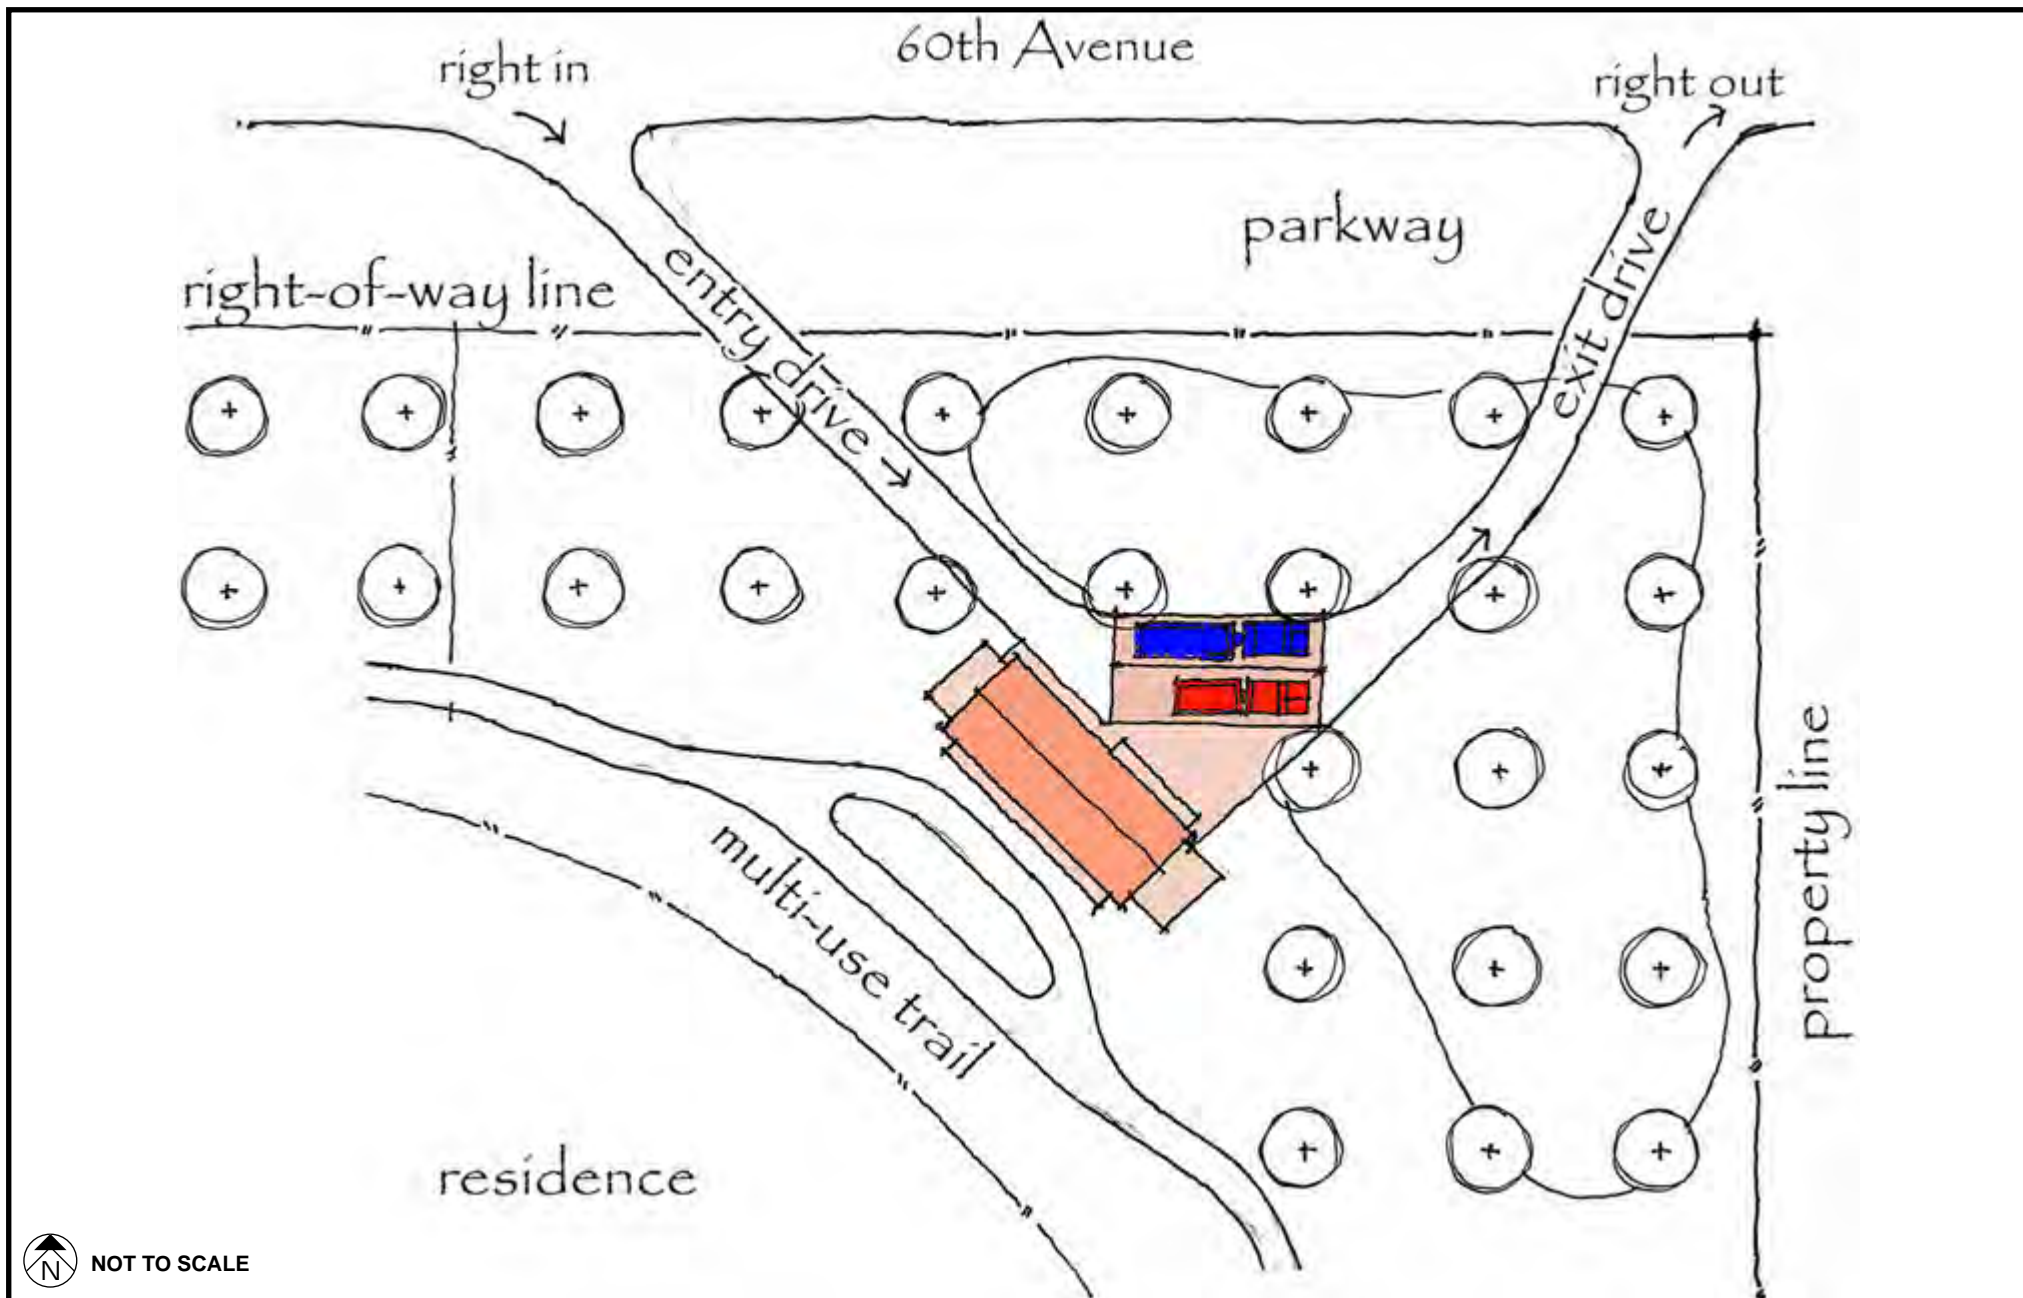 60th Avenue
right in
right out
parkway
right-of-way line
entry drive
exit drive
property line
multi-use trail
residence
N
NOT TO SCALE